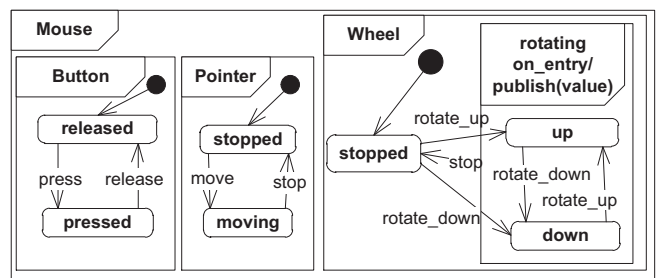 Mouse
Button
released
press
release
pressed
Pointer
stopped
move
stop
moving
Wheel
stopped
rotate_up
stop
rotate_down
rotating
on_entry/
publish(value)
up
rotate_down
rotate_up
down